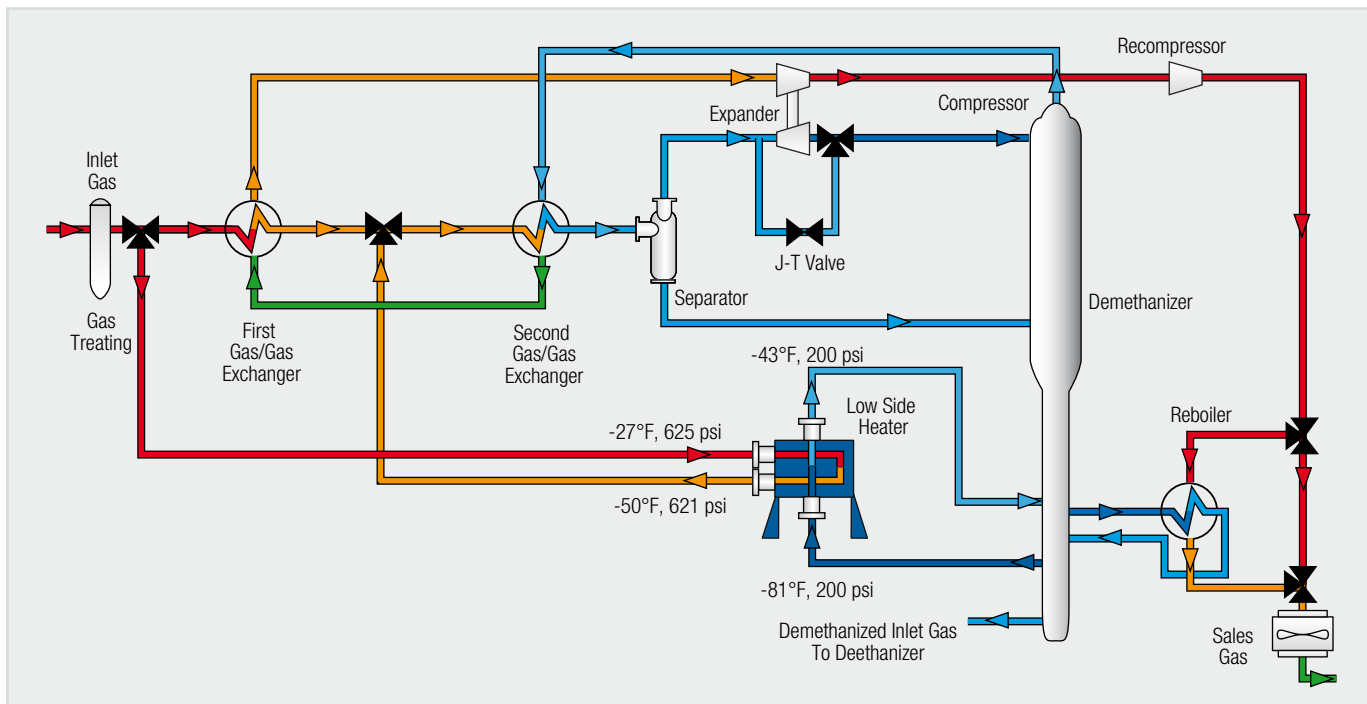 Recompressor
Compressor
Expander
Inlet
Gas
J-T Valve
Separator
Demethanizer
Gas
Treating
First
Gas/Gas
Exchanger
Second
Gas/Gas
Exchanger
-43°F, 200 psi
Low Side
Heater
Reboiler
-27°F, 625 psi
-50°F, 621 psi
-81°F, 200 psi
Demethanized Inlet Gas
To Deethanizer
Sales
Gas